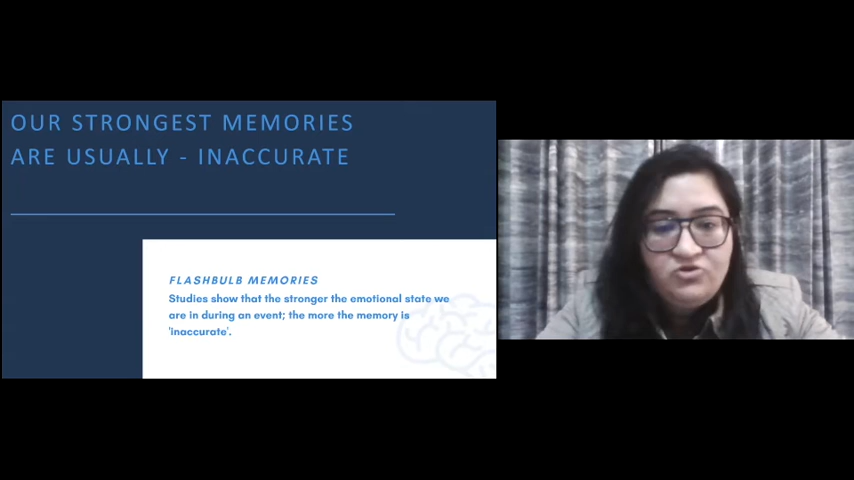 OUR STRONGEST MEMORIES
ARE USUALLY - INACCURATE
FLASHBULB MEMORIES
Studies show that the stronger the emotional state we
are in during an event; the more the memory is
'inaccurate'.